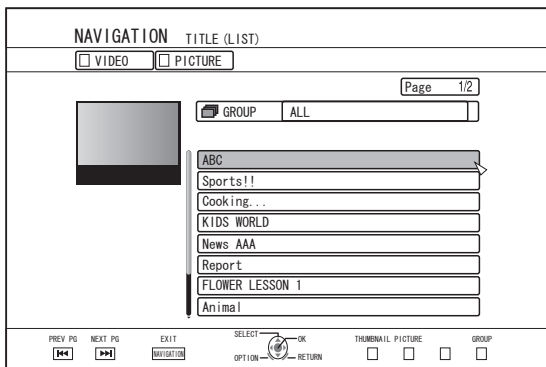 NAVIGATION TITLE (LIST)
VIDEO PICTURE
Page 1/2
GROUP ALL
ABC
Sports!!
Cooking...
KIDS WORLD
News AAA
Report
FLOWER LESSON 1
Animal
PREV PG NEXT PG EXIT SELECT OK THUMBNAIL PICTURE GROUP
NAVIGATION OPTION RETURN